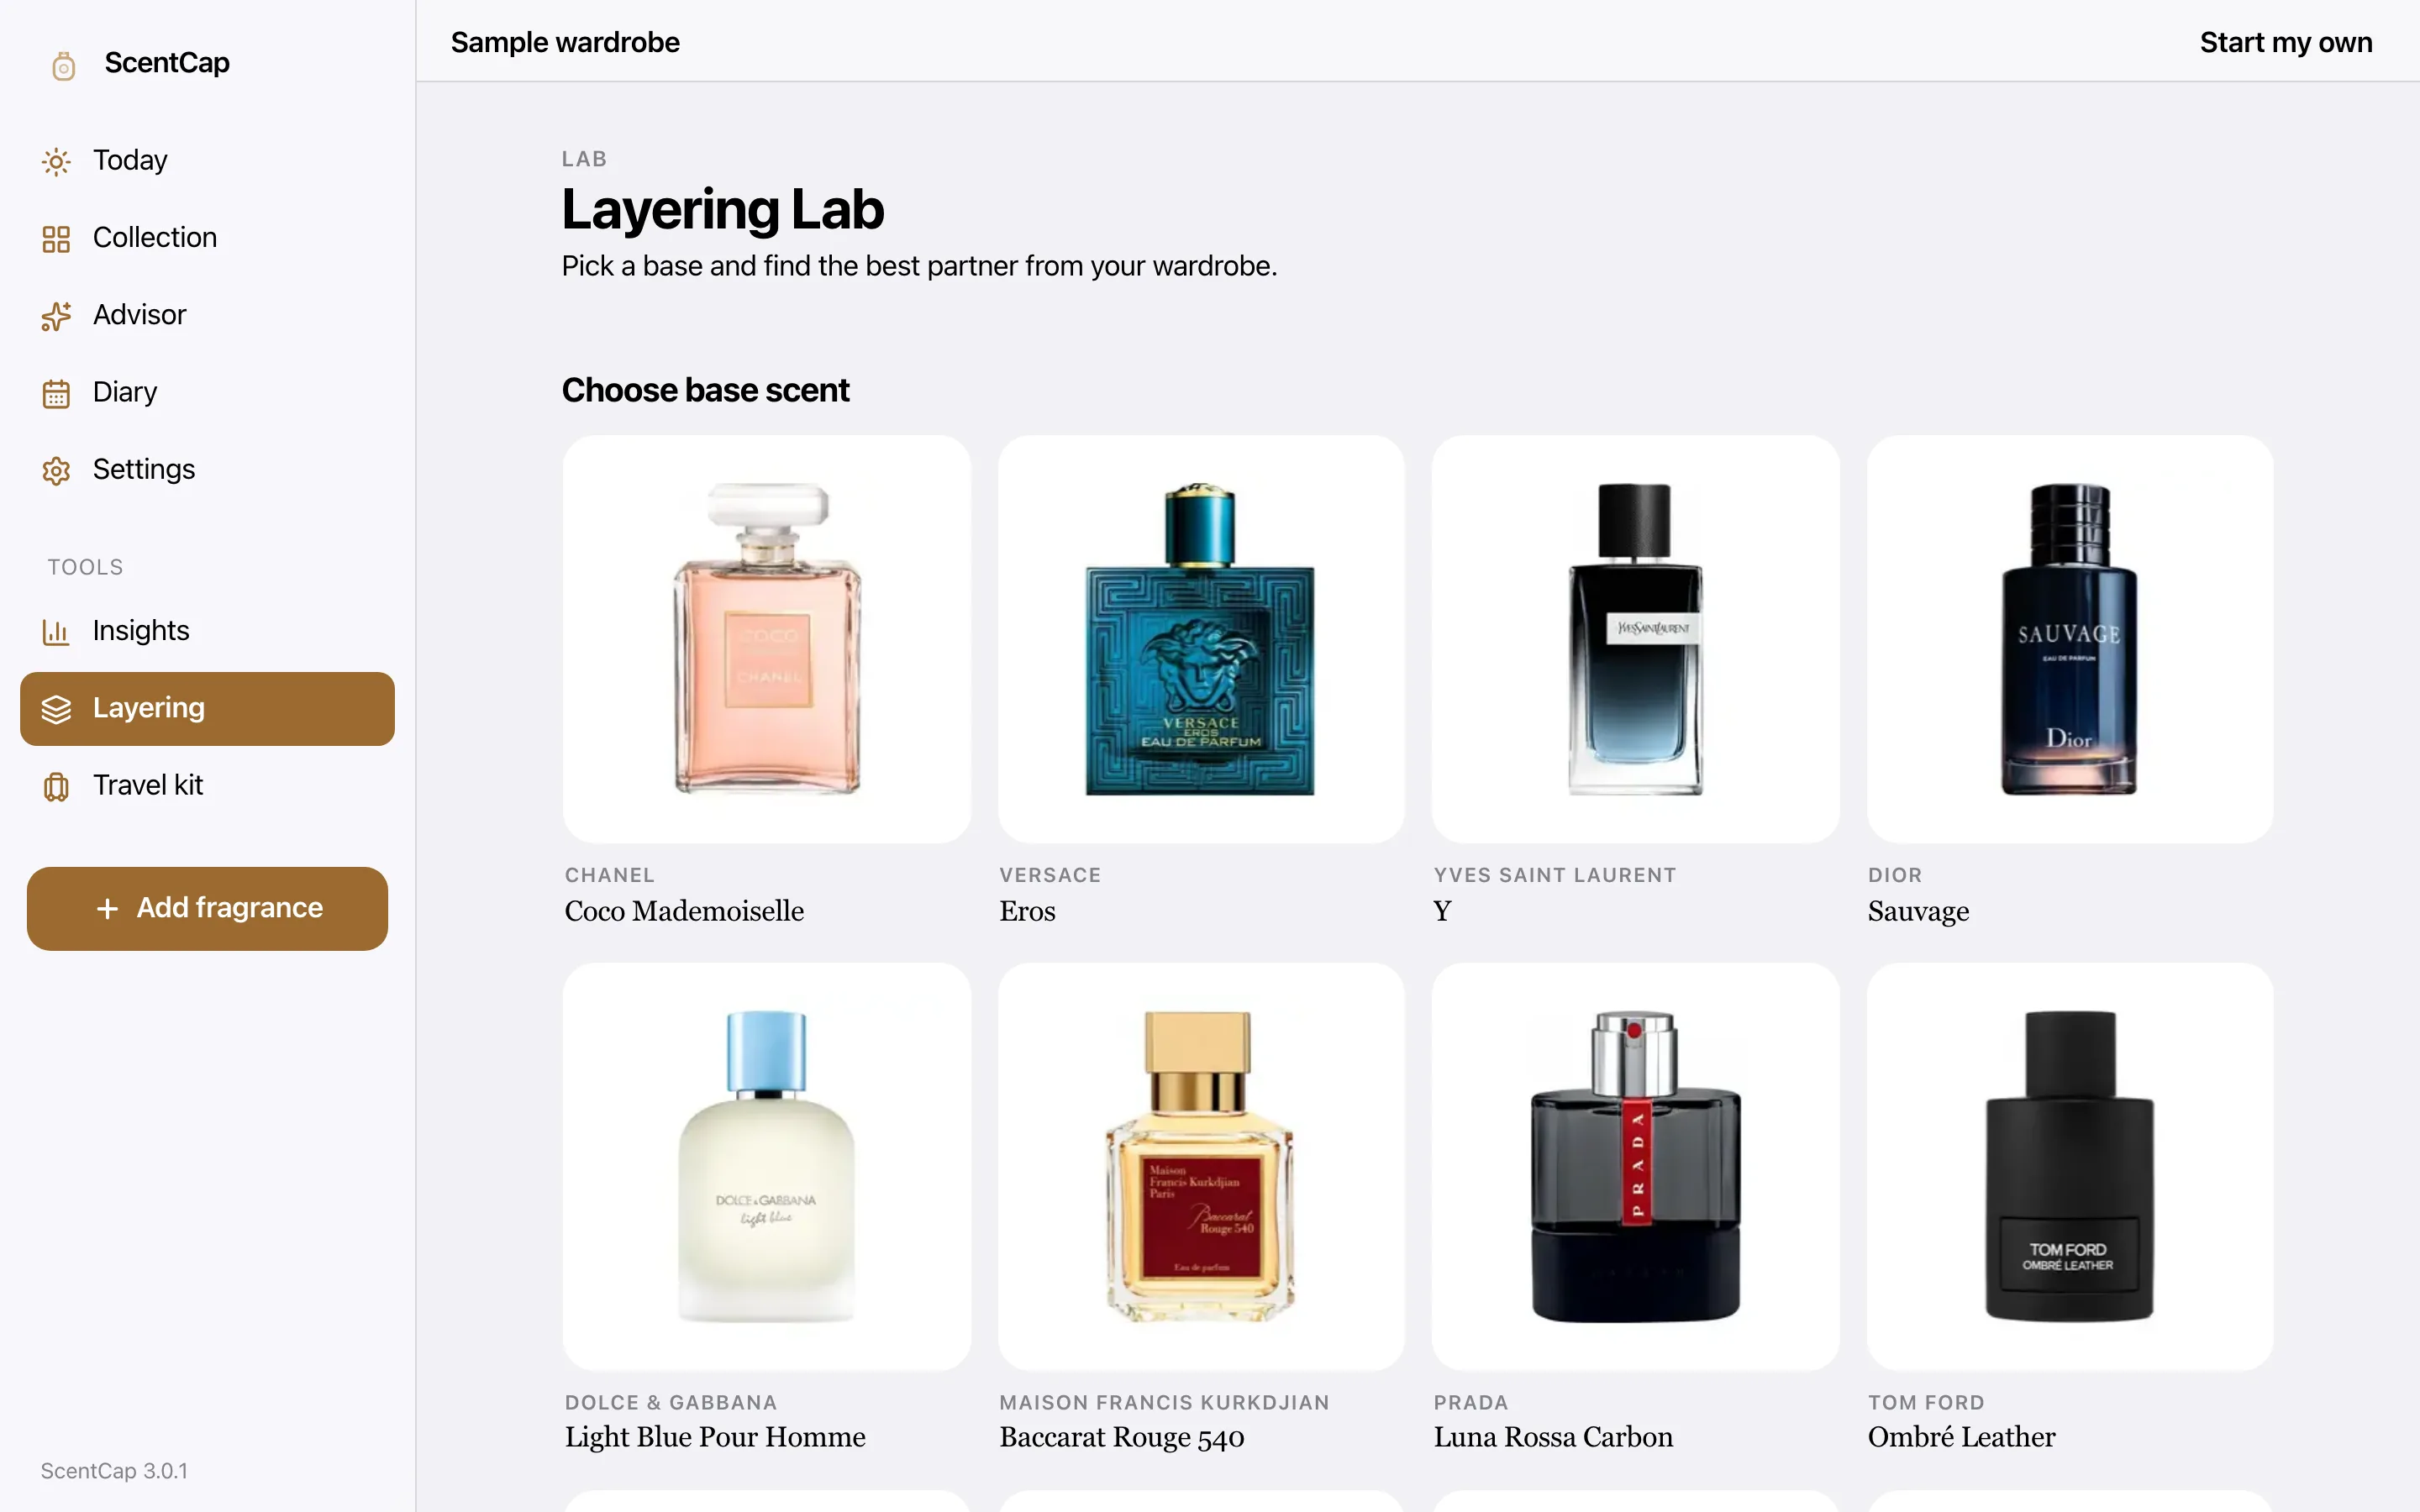 ScentCap
Today
Collection
Advisor
Diary
Settings
TOOLS
Insights
Layering
Travel kit
+ Add fragrance
ScentCap 3.0.1
Sample wardrobe
Start my own
LAB
Layering Lab
Pick a base and find the best partner from your wardrobe.
Choose base scent
COCO
CHANEL
CHANEL
Coco Mademoiselle
VERSACE
EROS
EAU DE PARFUM
VERSACE
Eros
YVESSAINTLAURENT
YVES SAINT LAURENT
Y
SAUVAGE
EAU DE PARFUM
Dior
DIOR
Sauvage
DOLCE & GABBANA
light blue
DOLCE & GABBANA
Light Blue Pour Homme
Maison
Francis Kurkdjian
Paris
Baccarat
Rouge 540
Eau de parfum
MAISON FRANCIS KURKDJIAN
Baccarat Rouge 540
PRADA
PRADA
Luna Rossa Carbon
TOM FORD
OMBRÉ LEATHER
TOM FORD
Ombré Leather